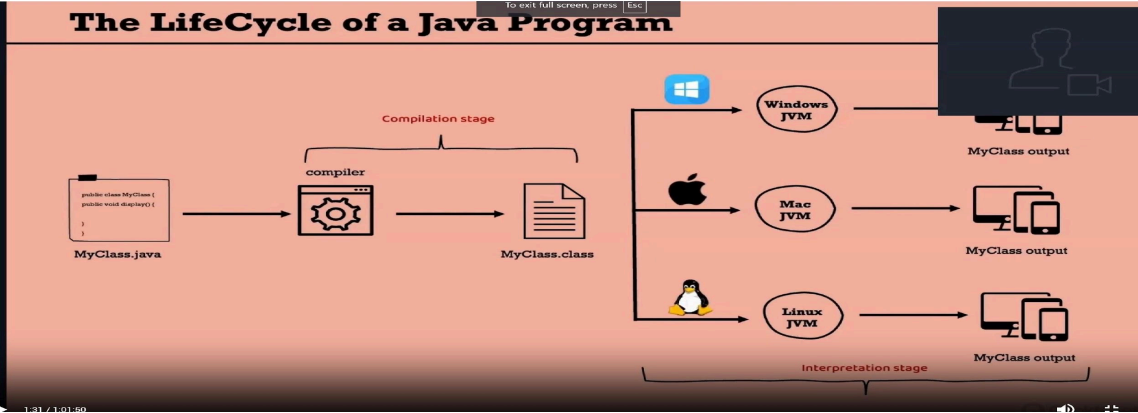 To exit full screen, press Esc
The LifeCycle of a Java Program
Compilation stage
compiler
public class MyClass {
public void display() {
}
}
MyClass.java
MyClass.class
Windows
JVM
MyClass output
Mac
JVM
MyClass output
Linux
JVM
MyClass output
Interpretation stage
1:31 / 1:01:50